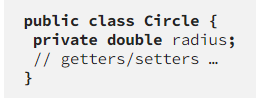 public class Circle {
private double radius;
// getters/setters …
}